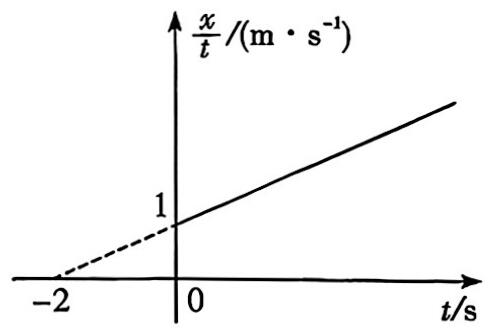 x/t /(m · s⁻¹)
1
-2
0
t/s